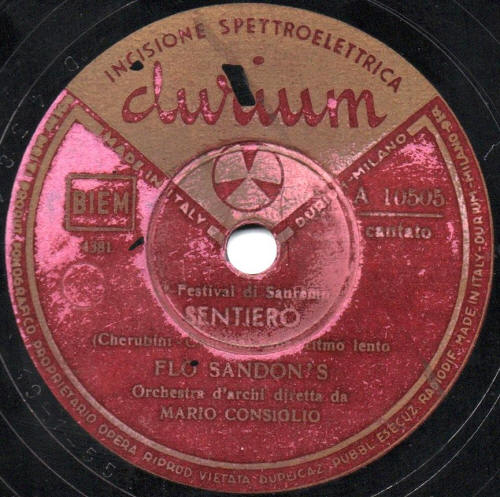 INCISIONE SPETTROELETTRICA
durium
MADE IN ITALY
DURIUM-MILANO
BIEM
4381
A 10505
cantato
Festival di Sanremo
SENTIERO
(Cherubini ritmo lento
FLO SANDON'S
Orchestra d'archi diretta da
MARIO CONSIGLIO
FONOGRAFICO PROPRIETARIO OPERA RIPROD. VIETATA DUPLICAZ. PUBBL. ESECUZ. RADIODIF. MADE IN ITALY-DURIUM-MILANO